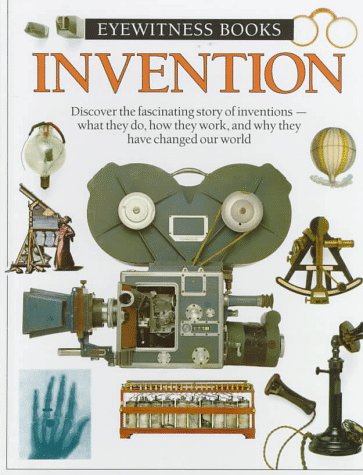 EYEWITNESS BOOKS
INVENTION
Discover the fascinating story of inventions —
what they do, how they work, and why they
have changed our world